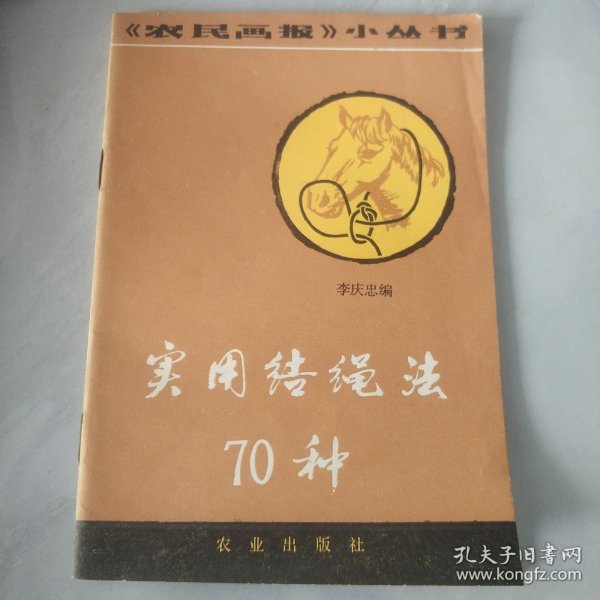 《农民画报》小丛书
李庆忠编
实用结绳法
70种
农业出版社
孔夫子旧书网
www.kongfz.com